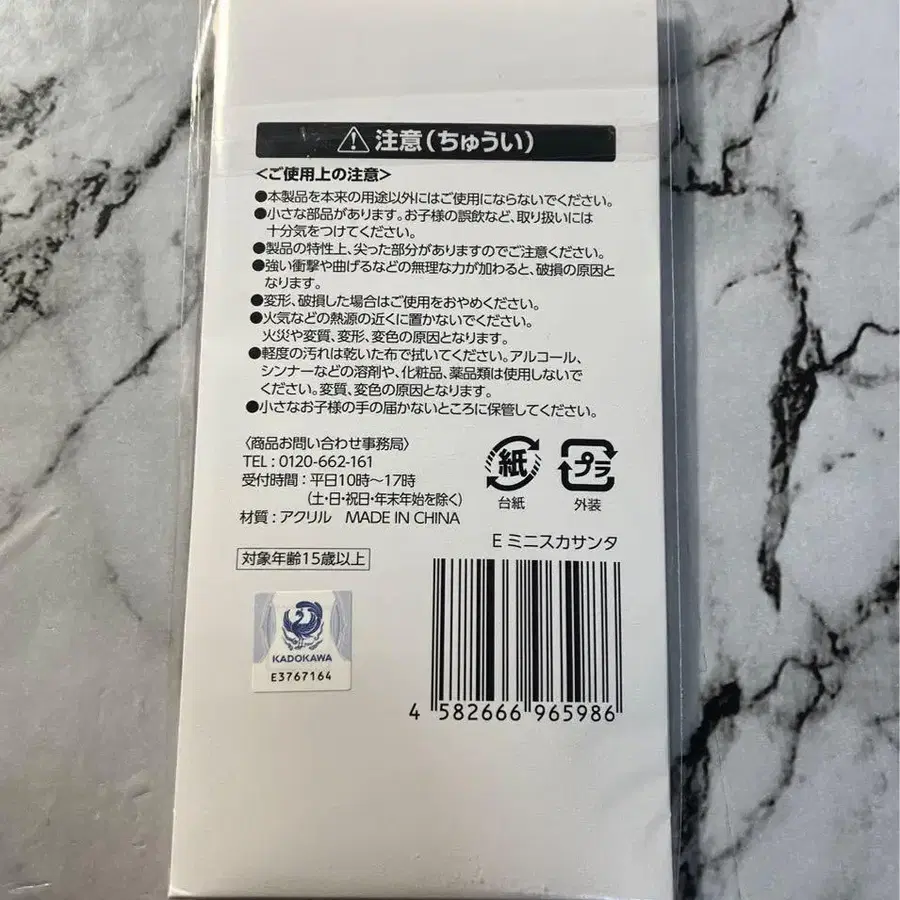 注意(ちゅうい)
<ご使用上の注意>
●本製品を本来の用途以外にはご使用にならないでください。
●小さな部品があります。お子様の誤飲など、取り扱いには
十分気をつけてください。
●製品の特性上、尖った部分がありますのでご注意ください。
●強い衝撃や曲げるなどの無理な力が加わると、破損の原因と
なります。
●変形、破損した場合はご使用をおやめください。
●火気などの熱源の近くに置かないでください。
火災や変質、変形、変色の原因となります。
●軽度の汚れは乾いた布で拭いてください。アルコール、
シンナーなどの溶剤や、化粧品、薬品類は使用しないで
ください。変質、変色の原因となります。
●小さなお子様の手の届かないところに保管してください。
〈商品お問い合わせ事務局〉
TEL:0120-662-161
受付時間:平日10時〜17時
(土・日・祝日・年末年始を除く)
材質:アクリル MADE IN CHINA
紙
台紙
プラ
外装
E ミニスカサンタ
対象年齢15歳以上
KADOKAWA
E3767164
4 582666 965986